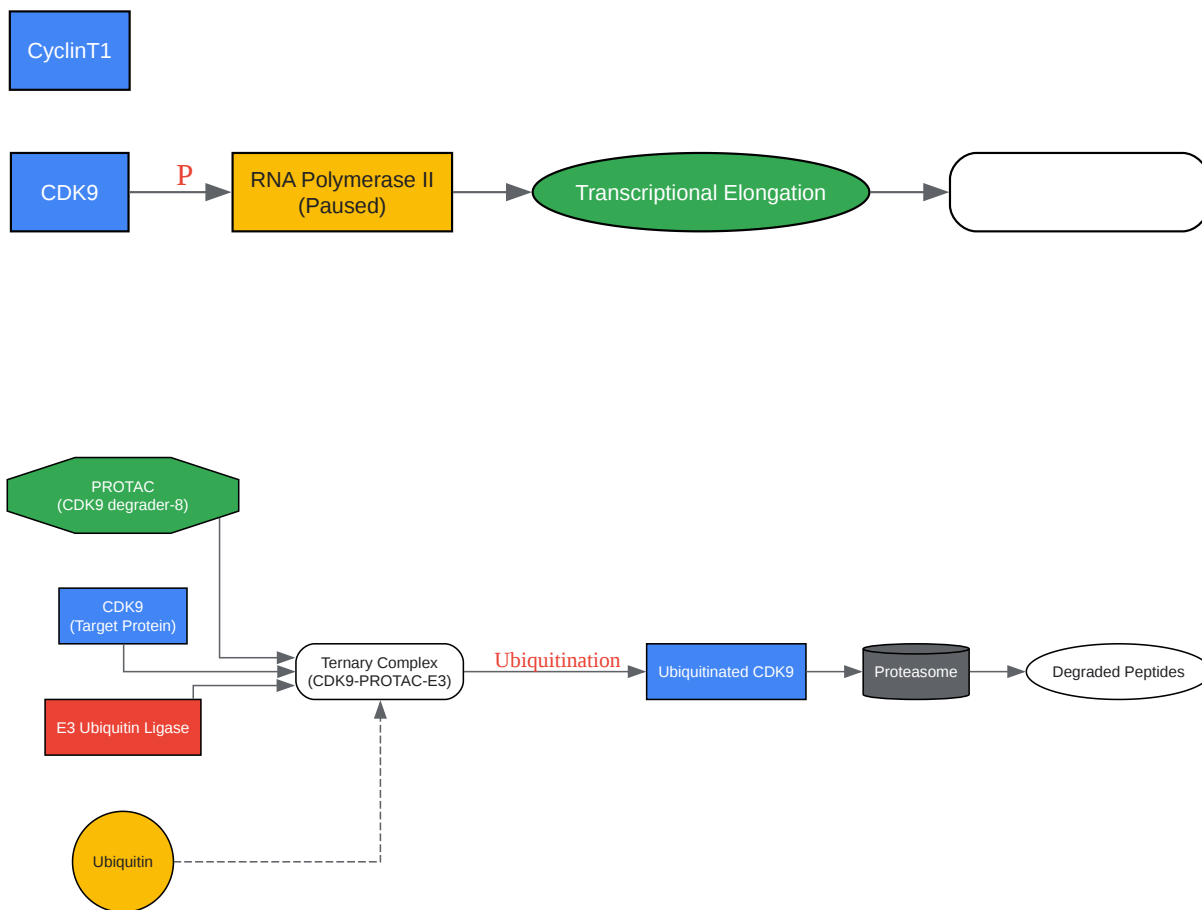 CyclinT1
CDK9
P
RNA Polymerase II
(Paused)
Transcriptional Elongation
PROTAC
(CDK9 degrader-8)
CDK9
(Target Protein)
E3 Ubiquitin Ligase
Ubiquitin
Ternary Complex
(CDK9-PROTAC-E3)
Ubiquitination
Ubiquitinated CDK9
Proteasome
Degraded Peptides